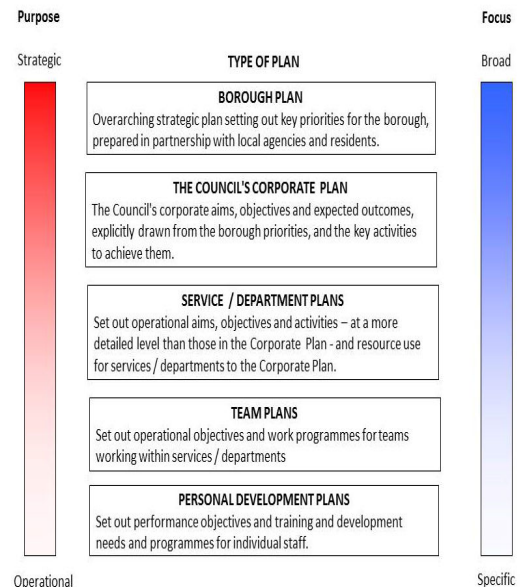 Purpose
Focus
Strategic
TYPE OF PLAN
Broad
BOROUGH PLAN
Overarching strategic plan setting out key priorities for the borough,
prepared in partnership with local agencies and residents.
THE COUNCIL'S CORPORATE PLAN
The Council's corporate aims, objectives and expected outcomes,
explicitly drawn from the borough priorities, and the key activities
to achieve them.
SERVICE / DEPARTMENT PLANS
Set out operational aims, objectives and activities – at a more
detailed level than those in the Corporate Plan - and resource use
for services / departments to the Corporate Plan.
TEAM PLANS
Set out operational objectives and work programmes for teams
working within services / departments
PERSONAL DEVELOPMENT PLANS
Set out performance objectives and training and development
needs and programmes for individual staff.
Operational
Specific